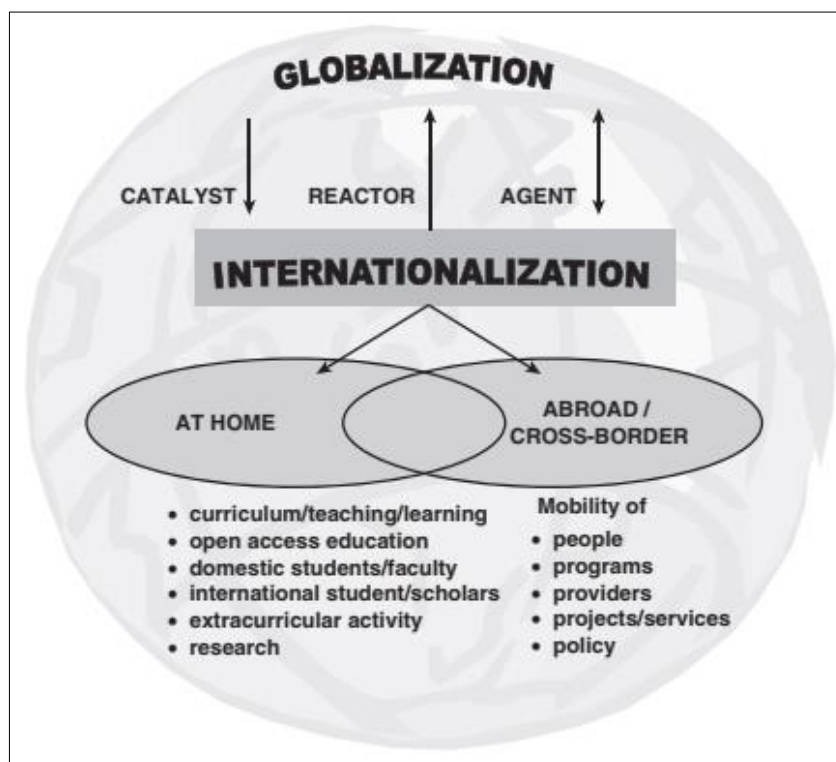 GLOBALIZATION
CATALYST
REACTOR
AGENT
INTERNATIONALIZATION
AT HOME
ABROAD /
CROSS-BORDER
• curriculum/teaching/learning
• open access education
• domestic students/faculty
• international student/scholars
• extracurricular activity
• research
Mobility of
• people
• programs
• providers
• projects/services
• policy